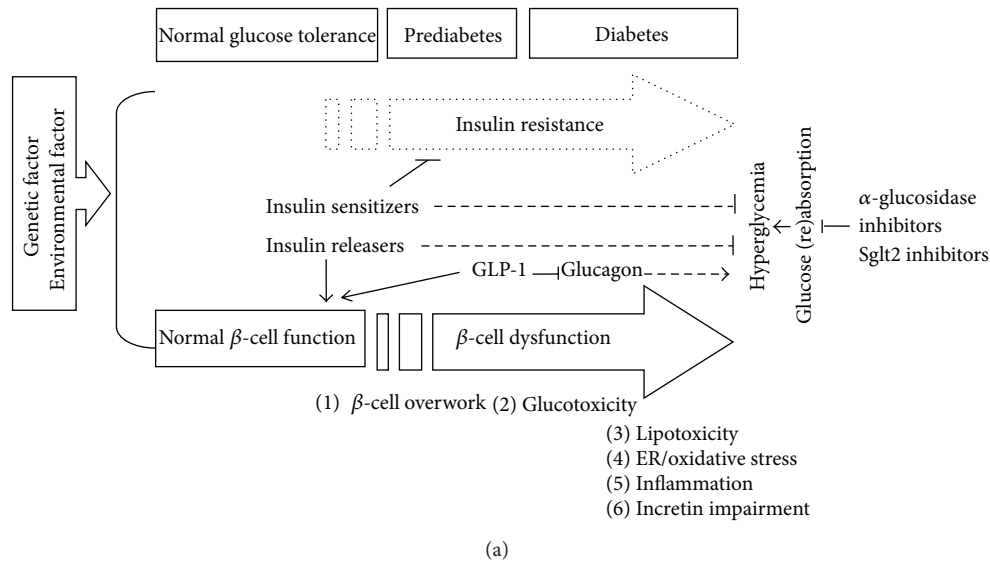 Normal glucose tolerance
Prediabetes
Diabetes
Genetic factor
Environmental factor
Insulin resistance
Insulin sensitizers
Insulin releasers
GLP-1
Glucagon
Hyperglycemia
Glucose (re)absorption
α-glucosidase
inhibitors
Sglt2 inhibitors
Normal β-cell function
β-cell dysfunction
(1) β-cell overwork
(2) Glucotoxicity
(3) Lipotoxicity
(4) ER/oxidative stress
(5) Inflammation
(6) Incretin impairment
(a)